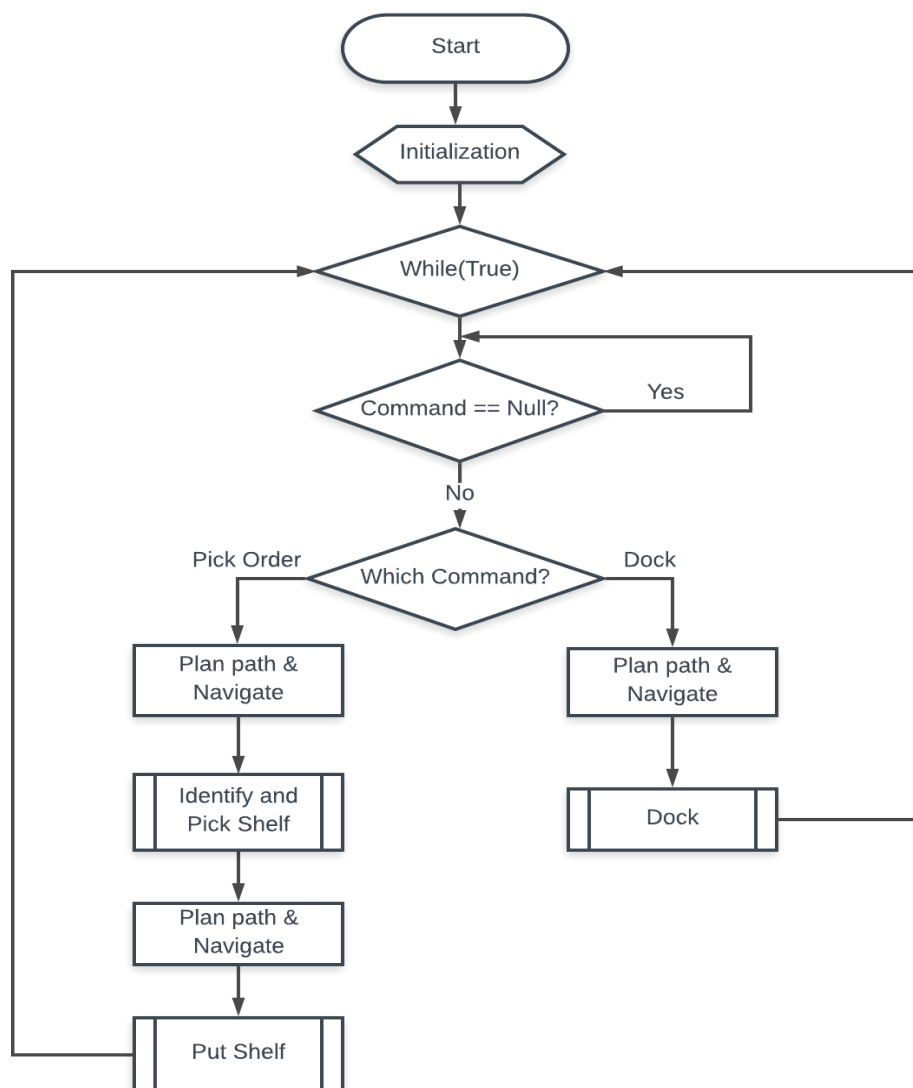 Start
Initialization
While(True)
Command == Null?
Yes
No
Which Command?
Pick Order
Dock
Plan path &
Navigate
Plan path &
Navigate
Identify and
Pick Shelf
Dock
Plan path &
Navigate
Put Shelf